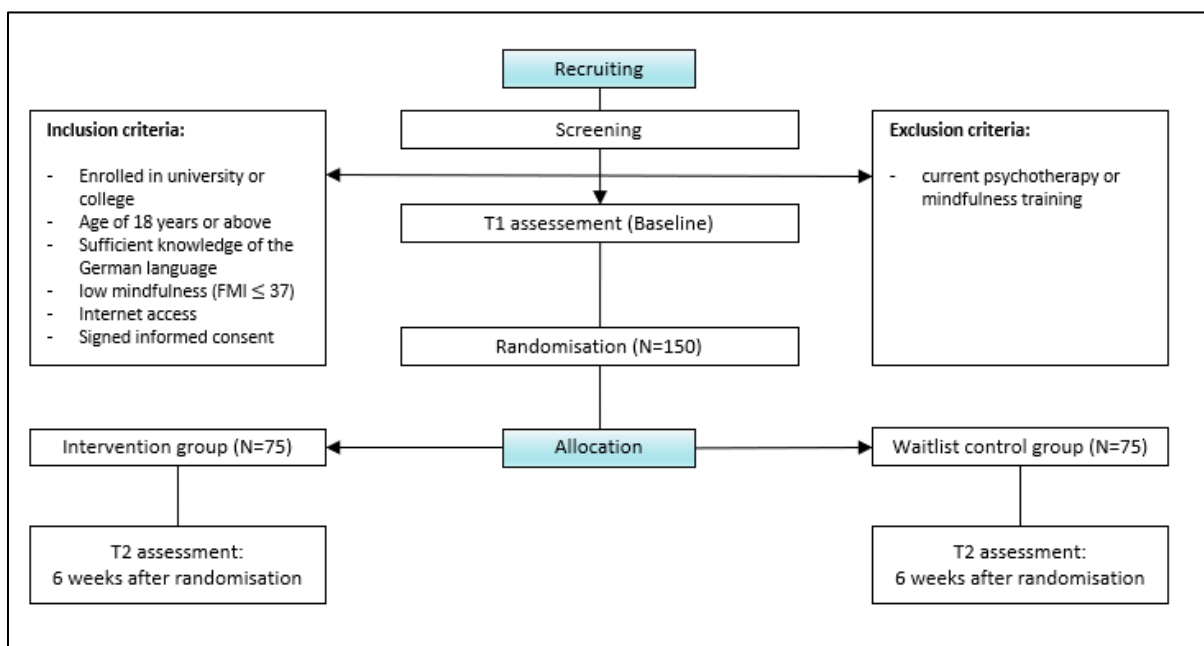 Recruiting
Screening
Inclusion criteria:
- Enrolled in university or
college
- Age of 18 years or above
- Sufficient knowledge of the
German language
- low mindfulness (FMI ≤ 37)
- Internet access
- Signed informed consent
Exclusion criteria:
- current psychotherapy or
mindfulness training
T1 assessement (Baseline)
Randomisation (N=150)
Intervention group (N=75)
Allocation
Waitlist control group (N=75)
T2 assessment:
6 weeks after randomisation
T2 assessment:
6 weeks after randomisation